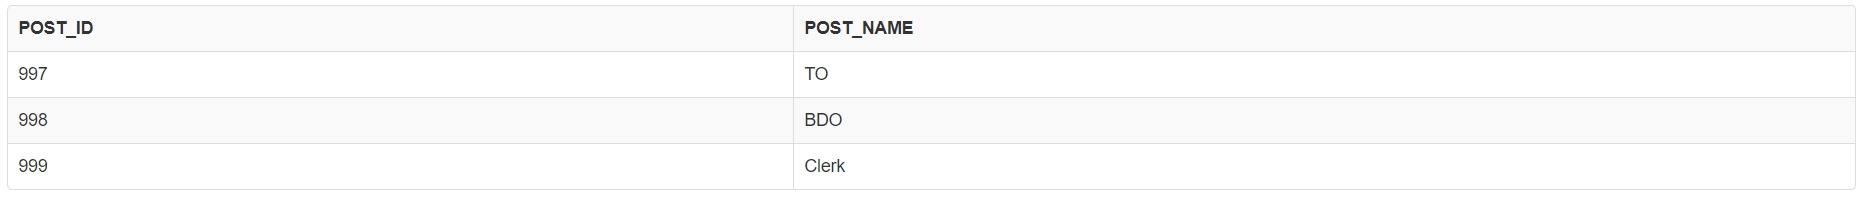 POST_ID POST_NAME
997 TO
998 BDO
999 Clerk